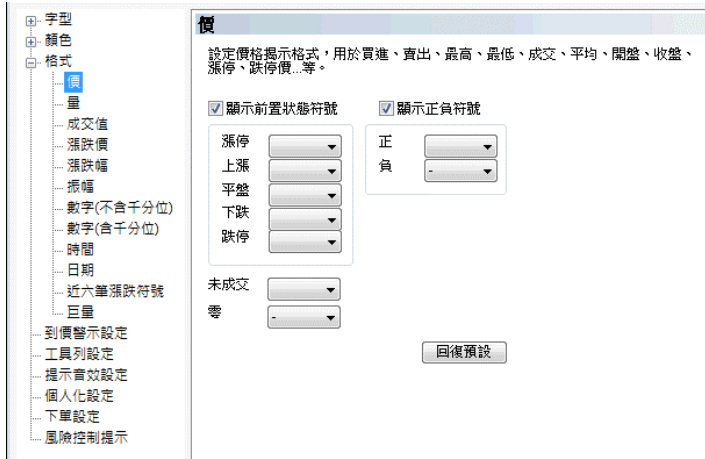 字型
顏色
格式
價
量
成交值
漲跌價
漲跌幅
振幅
數字(不含千分位)
數字(含千分位)
時間
日期
近六筆漲跌符號
巨量
到價警示設定
工具列設定
提示音效設定
個人化設定
下單設定
風險控制提示
價
設定價格揭示格式，用於買進、賣出、最高、最低、成交、平均、開盤、收盤、
漲停、跌停價...等。
顯示前置狀態符號
顯示正負符號
漲停
上漲
平盤
下跌
跌停
正
負 -
未成交
零 -
回復預設